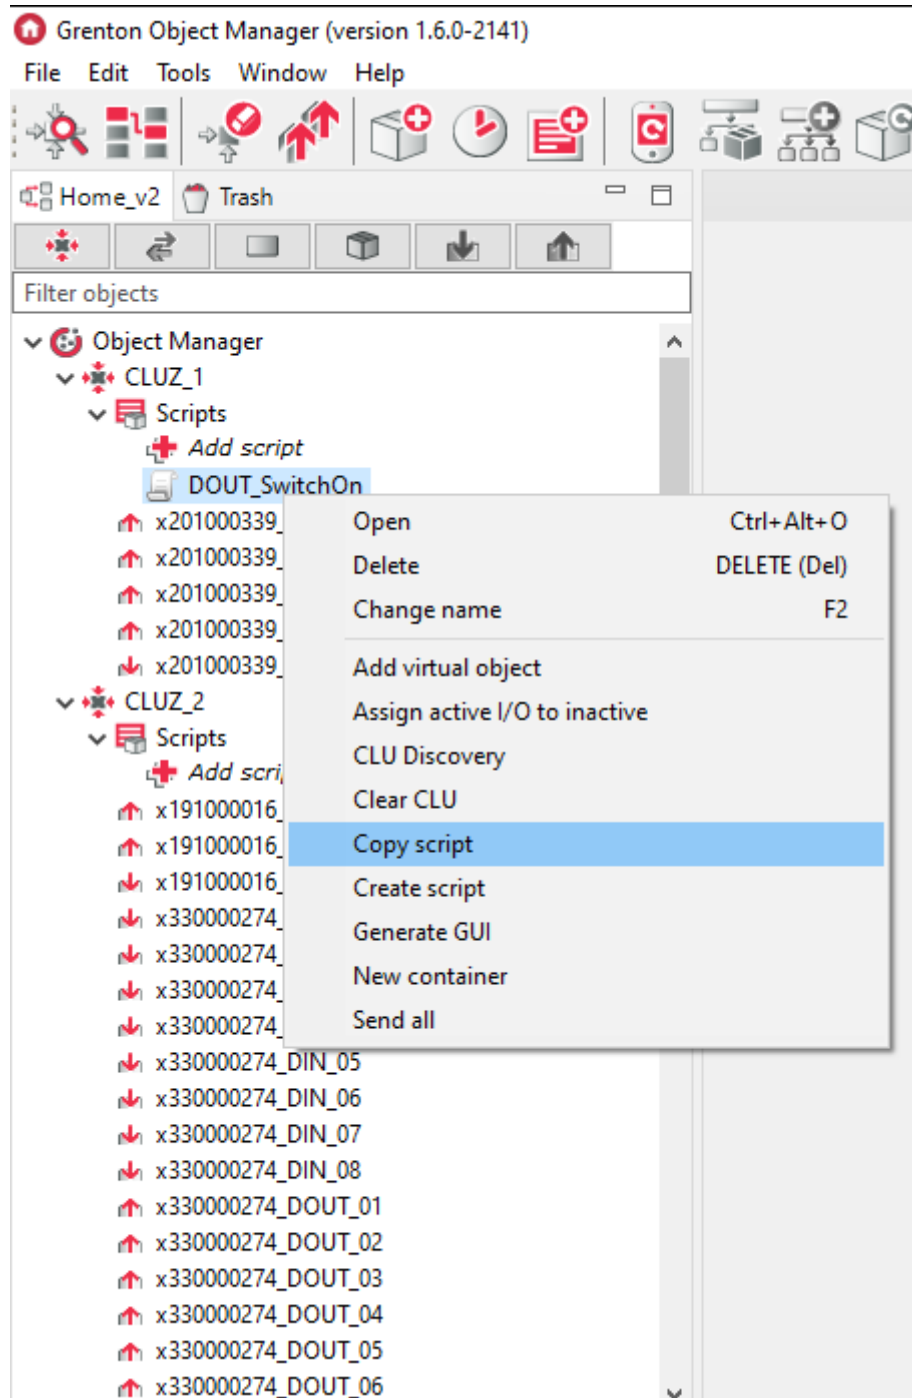 Grenton Object Manager (version 1.6.0-2141)
File Edit Tools Window Help
Home_v2 Trash
Filter objects
Object Manager
CLUZ_1
Scripts
Add script
DOUT_SwitchOn
x201000339_
x201000339_
x201000339_
x201000339_
x201000339_
CLUZ_2
Scripts
Add scri
x191000016_
x191000016_
x191000016_
x330000274_
x330000274_
x330000274_
x330000274_
x330000274_DIN_05
x330000274_DIN_06
x330000274_DIN_07
x330000274_DIN_08
x330000274_DOUT_01
x330000274_DOUT_02
x330000274_DOUT_03
x330000274_DOUT_04
x330000274_DOUT_05
x330000274_DOUT_06
Open Ctrl+Alt+O
Delete DELETE (Del)
Change name F2
Add virtual object
Assign active I/O to inactive
CLU Discovery
Clear CLU
Copy script
Create script
Generate GUI
New container
Send all